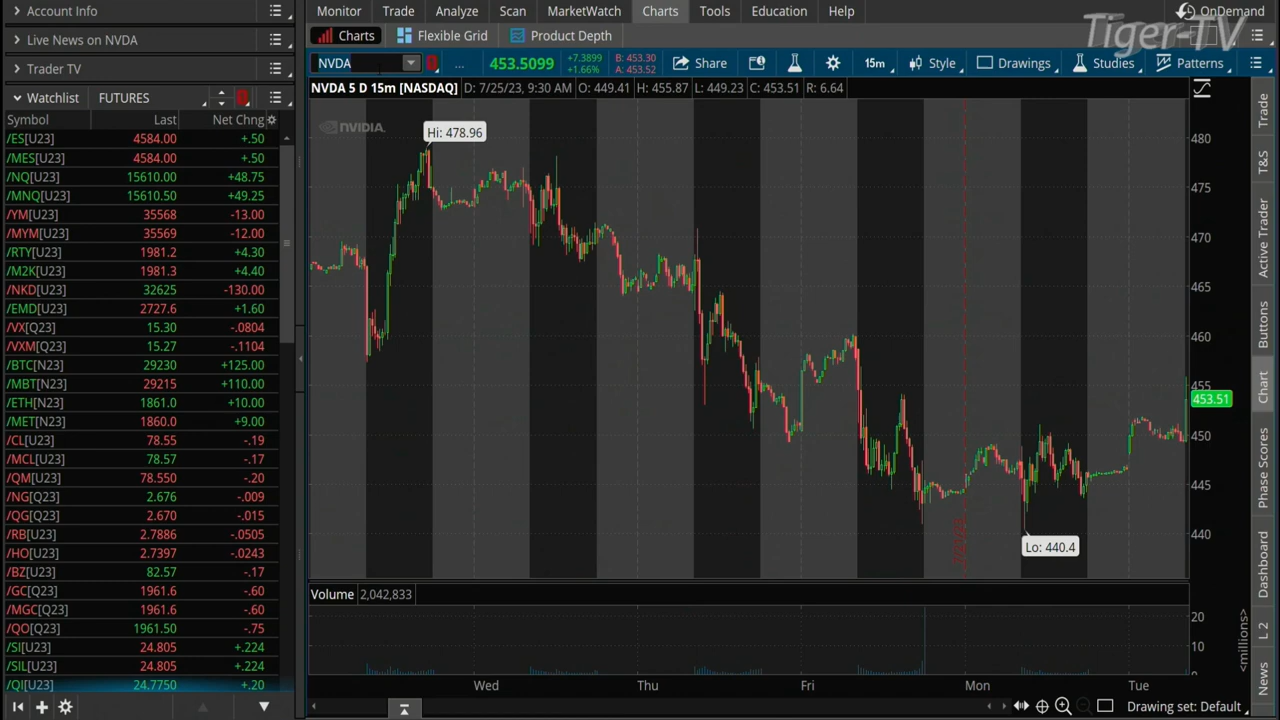 Account Info
Live News on NVDA
Trader TV
Watchlist FUTURES
Symbol Last Net Chng
/ES[U23] 4584.00 +.50
/MES[U23] 4584.00 +.50
/NQ[U23] 15610.00 +48.75
/MNQ[U23] 15610.50 +49.25
/YM[U23] 35568 -13.00
/MYM[U23] 35569 -12.00
/RTY[U23] 1981.2 +4.30
/M2K[U23] 1981.3 +4.40
/NKD[U23] 32625 -130.00
/EMD[U23] 2727.6 +1.60
/VX[Q23] 15.30 -.0804
/VXM[Q23] 15.27 -.1104
/BTC[N23] 29230 +125.00
/MBT[N23] 29215 +110.00
/ETH[N23] 1861.0 +10.00
/MET[N23] 1860.0 +9.00
/CL[U23] 78.55 -.19
/MCL[U23] 78.57 -.17
/QM[U23] 78.550 -.20
/NG[Q23] 2.676 -.009
/QG[Q23] 2.670 -.015
/RB[Q23] 2.7886 -.0505
/HO[Q23] 2.7397 -.0243
/BZ[U23] 82.57 -.17
/GC[Q23] 1961.6 -.60
/MGC[Q23] 1961.6 -.60
/QO[Q23] 1961.50 -.75
/SI[U23] 24.805 +.224
/SIL[U23] 24.805 +.224
/QI[U23] 24.7750 +.20
Monitor Trade Analyze Scan MarketWatch Charts Tools Education Help OnDemand
Tiger-TV
Charts Flexible Grid Product Depth
NVDA ... 453.5099 +7.3899 +1.66% B: 453.30 A: 453.52 Share 15m Style Drawings Studies Patterns
NVDA 5 D 15m [NASDAQ] D: 7/25/23, 9:30 AM O: 449.41 H: 455.87 L: 449.23 C: 453.51 R: 6.64
NVIDIA
Hi: 478.96
480
475
470
465
460
455
453.51
450
445
440
Lo: 440.4
Volume 2,042,833
20
10
0
<millions>
Wed Thu Fri Mon Tue
Drawing set: Default
Trade
T&S
Active Trader
Buttons
Chart
Phase Scores
Dashboard
L 2
News